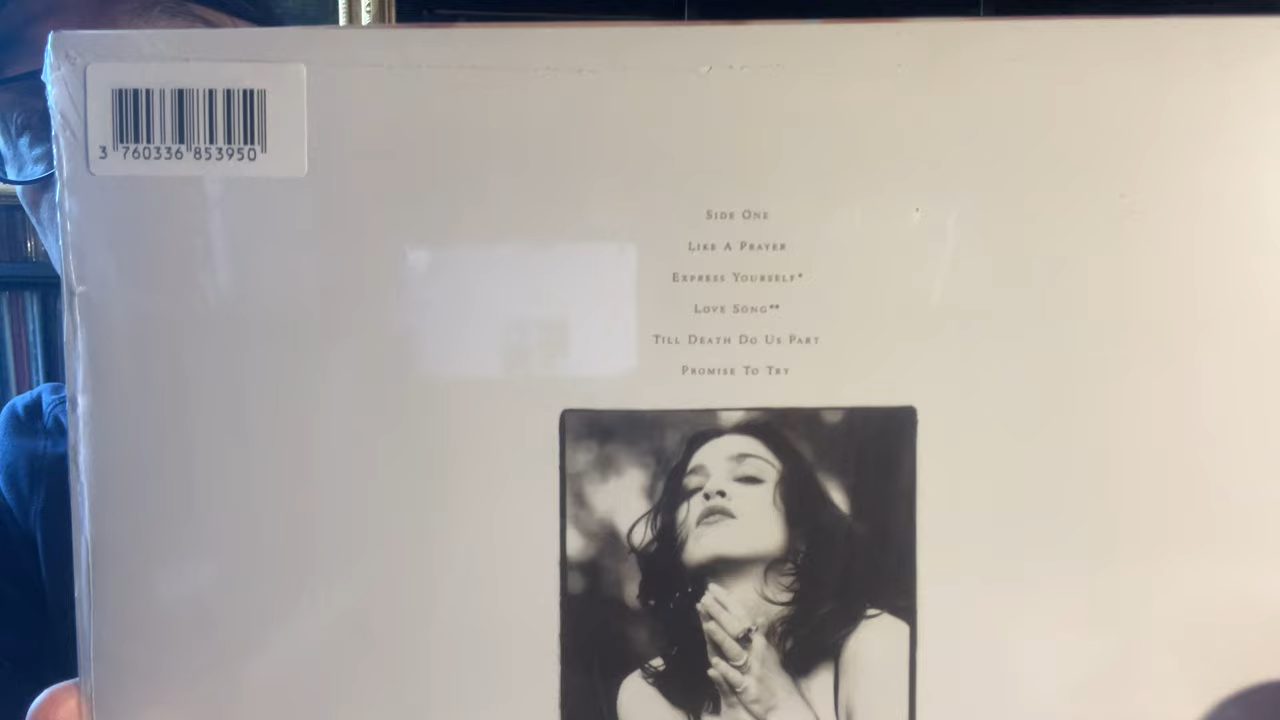 3 760336 853950
SIDE ONE
LIKE A PRAYER
EXPRESS YOURSELF*
LOVE SONG**
TILL DEATH DO US PART
PROMISE TO TRY